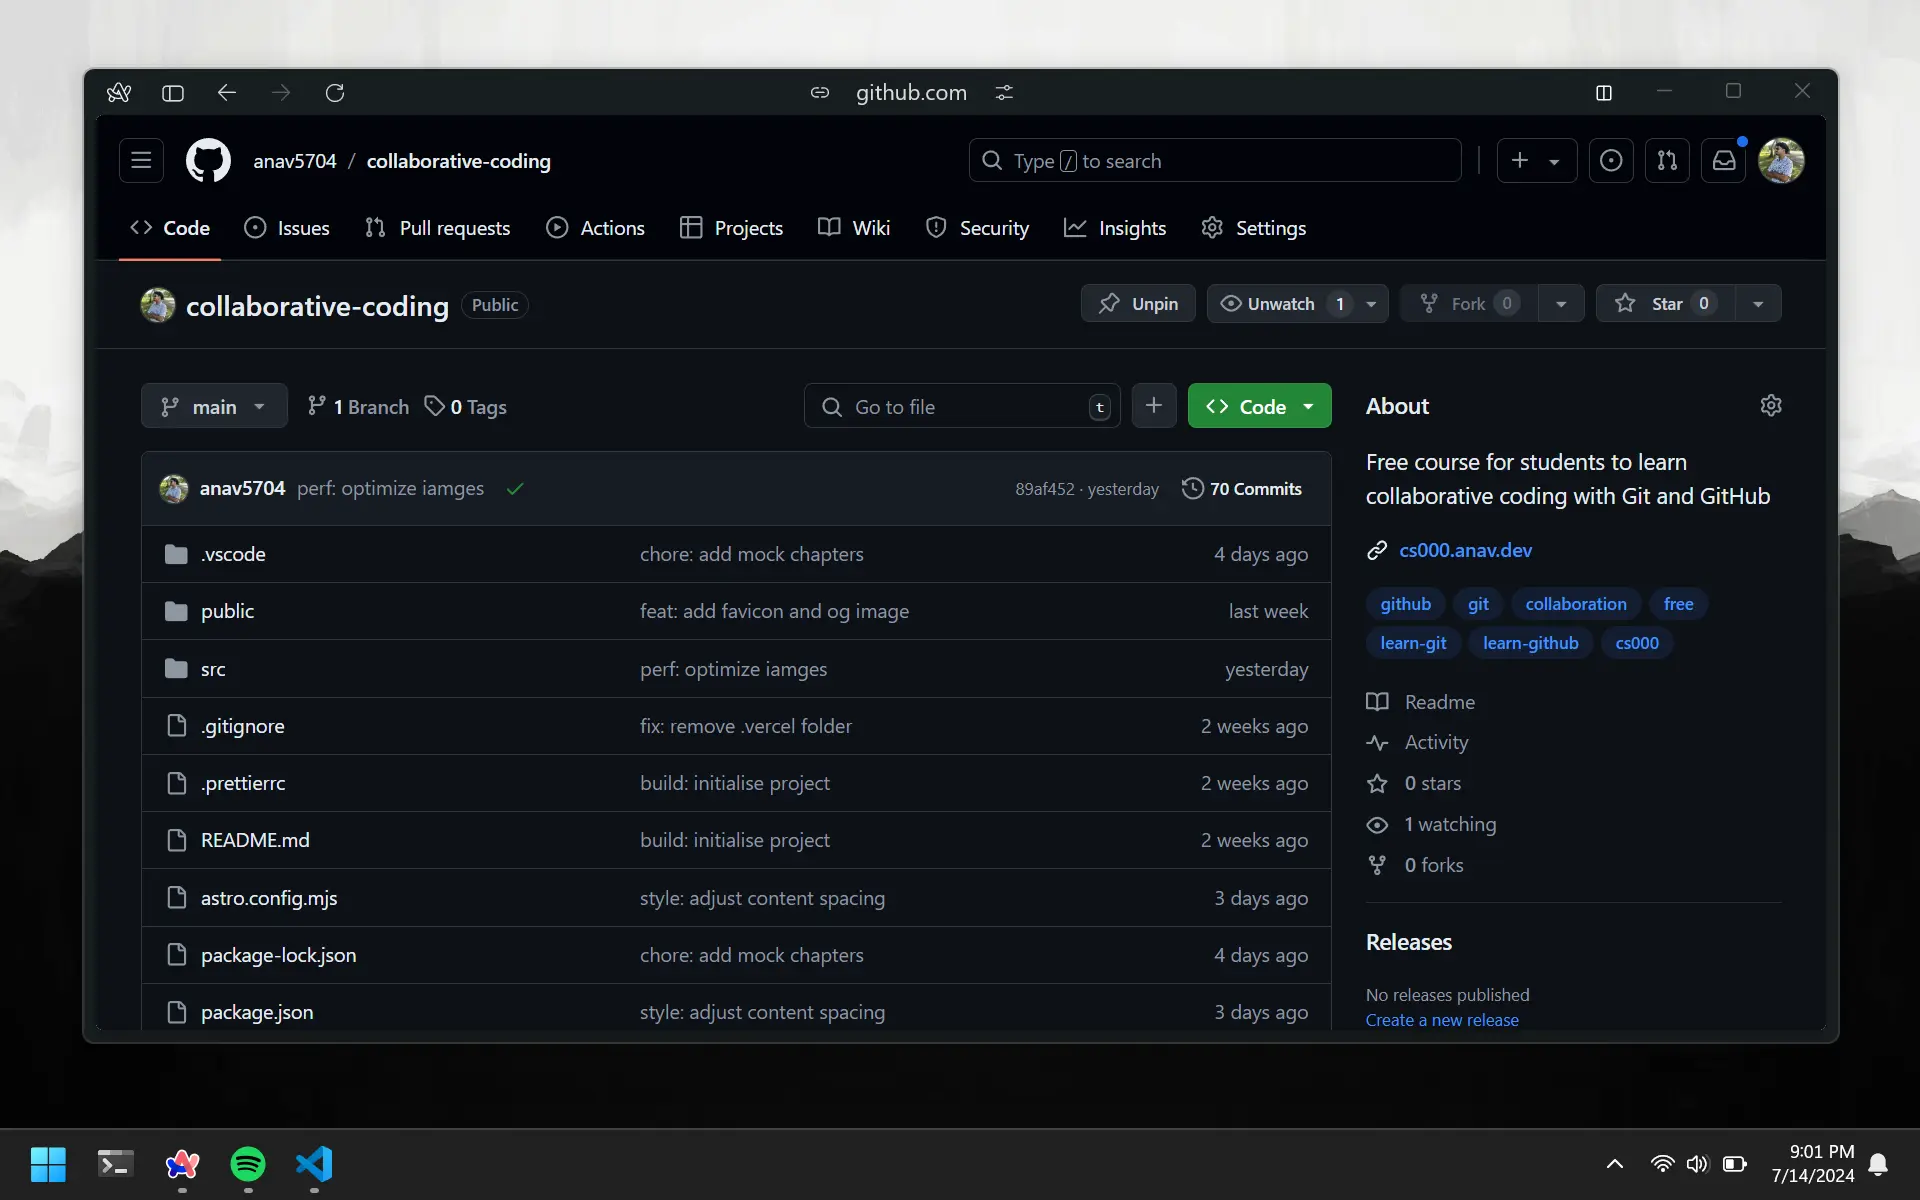 github.com
anav5704 / collaborative-coding
Type / to search
Code Issues Pull requests Actions Projects Wiki Security Insights Settings
collaborative-coding Public
Unpin Unwatch 1 Fork 0 Star 0
main 1 Branch 0 Tags
Go to file t
Code
anav5704 perf: optimize iamges 89af452 · yesterday 70 Commits
.vscode chore: add mock chapters 4 days ago
public feat: add favicon and og image last week
src perf: optimize iamges yesterday
.gitignore fix: remove .vercel folder 2 weeks ago
.prettierrc build: initialise project 2 weeks ago
README.md build: initialise project 2 weeks ago
astro.config.mjs style: adjust content spacing 3 days ago
package-lock.json chore: add mock chapters 4 days ago
package.json style: adjust content spacing 3 days ago
About
Free course for students to learn
collaborative coding with Git and GitHub
cs000.anav.dev
github git collaboration free
learn-git learn-github cs000
Readme
Activity
0 stars
1 watching
0 forks
Releases
No releases published
Create a new release
9:01 PM
7/14/2024